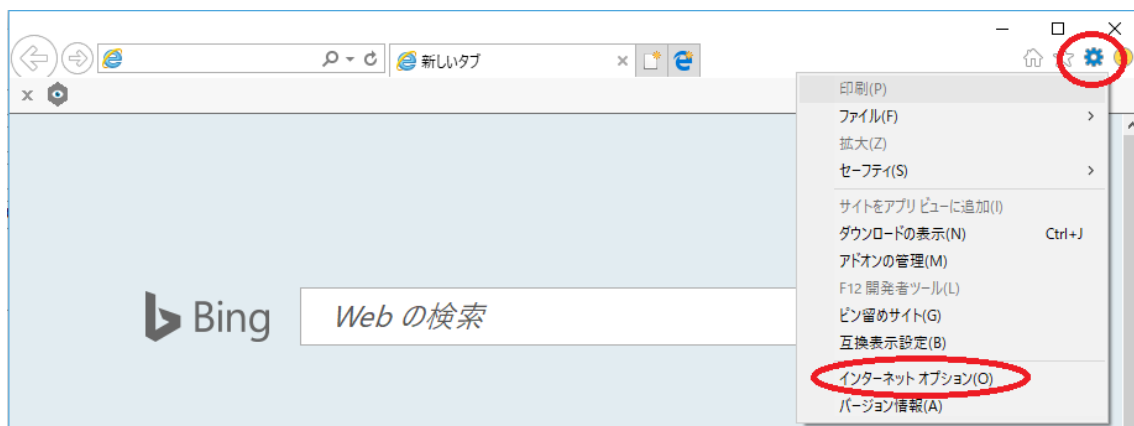 新しいタブ
印刷(P)
ファイル(F)
拡大(Z)
セーフティ(S)
サイトをアプリ ビューに追加(I)
ダウンロードの表示(N) Ctrl+J
アドオンの管理(M)
F12 開発者ツール(L)
ピン留めサイト(G)
互換表示設定(B)
インターネット オプション(O)
バージョン情報(A)
Bing
Web の検索